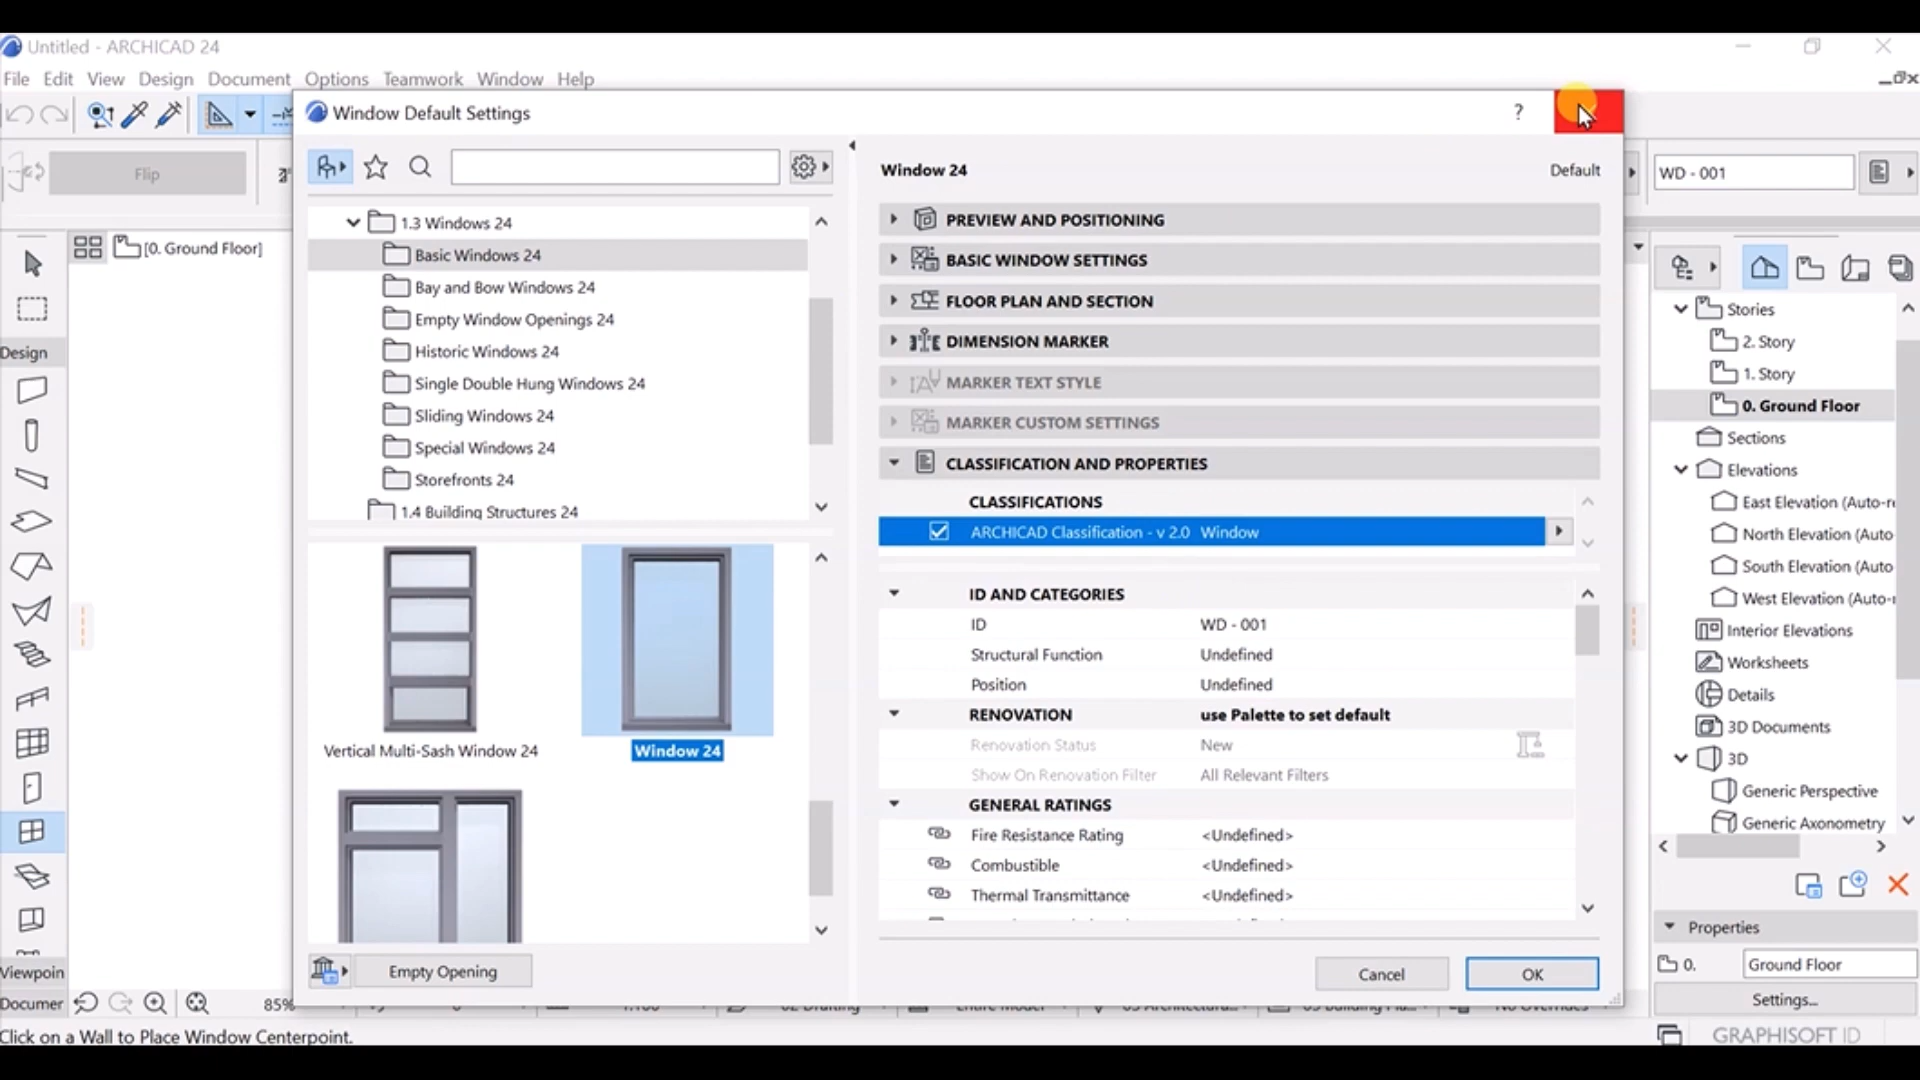 Untitled - ARCHICAD 24
File Edit View Design Document Options Teamwork Window Help
Window Default Settings
?
Flip
WD - 001
Window 24
Default
[0. Ground Floor]
1.3 Windows 24
Basic Windows 24
Bay and Bow Windows 24
Empty Window Openings 24
Historic Windows 24
Single Double Hung Windows 24
Sliding Windows 24
Special Windows 24
Storefronts 24
1.4 Building Structures 24
Vertical Multi-Sash Window 24
Window 24
Empty Opening
PREVIEW AND POSITIONING
BASIC WINDOW SETTINGS
FLOOR PLAN AND SECTION
DIMENSION MARKER
MARKER TEXT STYLE
MARKER CUSTOM SETTINGS
CLASSIFICATION AND PROPERTIES
CLASSIFICATIONS
ARCHICAD Classification - v 2.0 Window
ID AND CATEGORIES
ID WD - 001
Structural Function Undefined
Position Undefined
RENOVATION use Palette to set default
Renovation Status New
Show On Renovation Filter All Relevant Filters
GENERAL RATINGS
Fire Resistance Rating <Undefined>
Combustible <Undefined>
Thermal Transmittance <Undefined>
Cancel
OK
Stories
2. Story
1. Story
0. Ground Floor
Sections
Elevations
East Elevation (Auto-r
North Elevation (Auto
South Elevation (Auto
West Elevation (Auto-
Interior Elevations
Worksheets
Details
3D Documents
3D
Generic Perspective
Generic Axonometry
Properties
0. Ground Floor
Settings...
Design
Viewpoin
Documer
85%
Click on a Wall to Place Window Centerpoint.
GRAPHISOFT ID